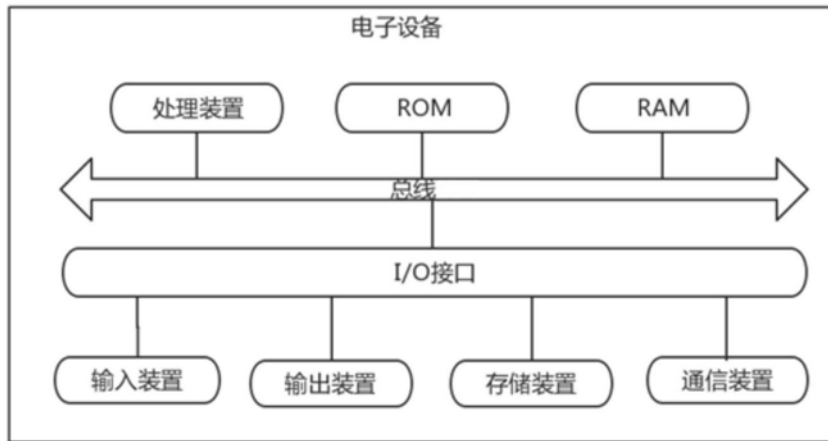 电子设备
处理装置
ROM
RAM
总线
I/O接口
输入装置
输出装置
存储装置
通信装置